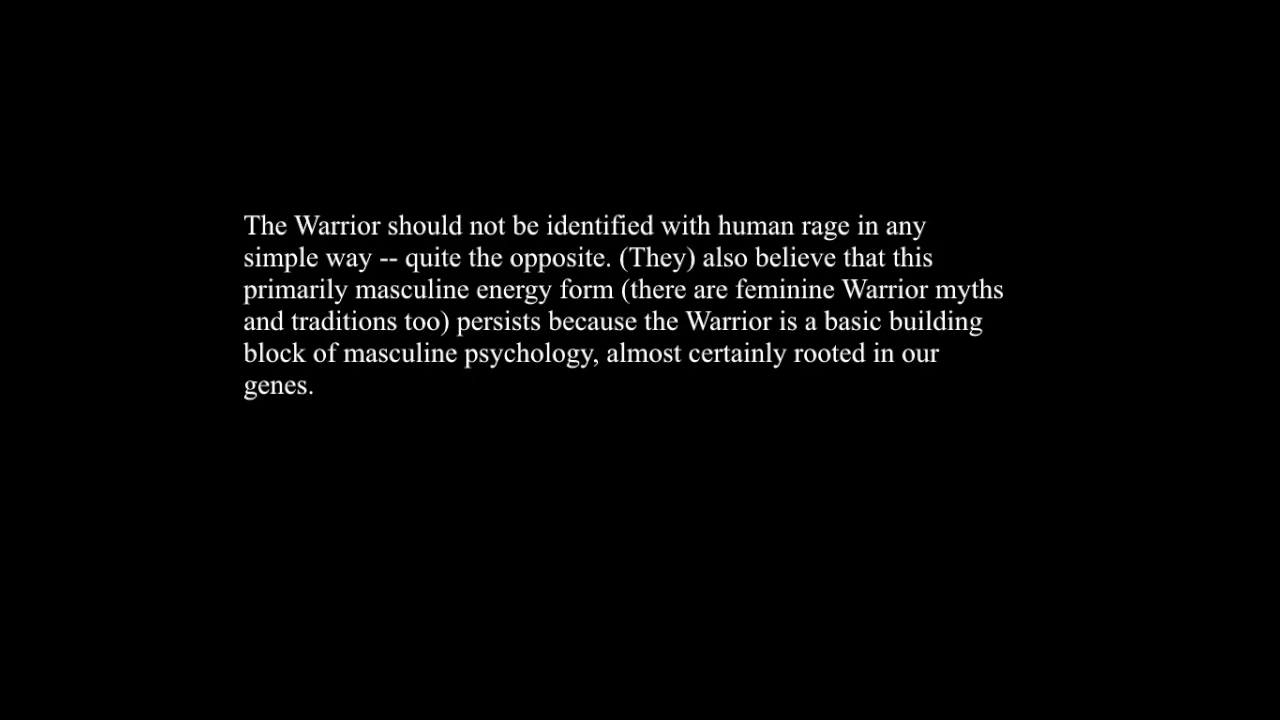 The Warrior should not be identified with human rage in any
simple way -- quite the opposite. (They) also believe that this
primarily masculine energy form (there are feminine Warrior myths
and traditions too) persists because the Warrior is a basic building
block of masculine psychology, almost certainly rooted in our
genes.